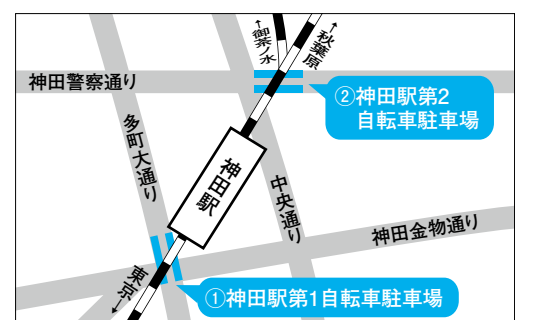 ←御茶ノ水
←秋葉原
神田警察通り
②神田駅第2
自転車駐車場
多町大通り
神田駅
中央通り
神田金物通り
東京→
①神田駅第1自転車駐車場